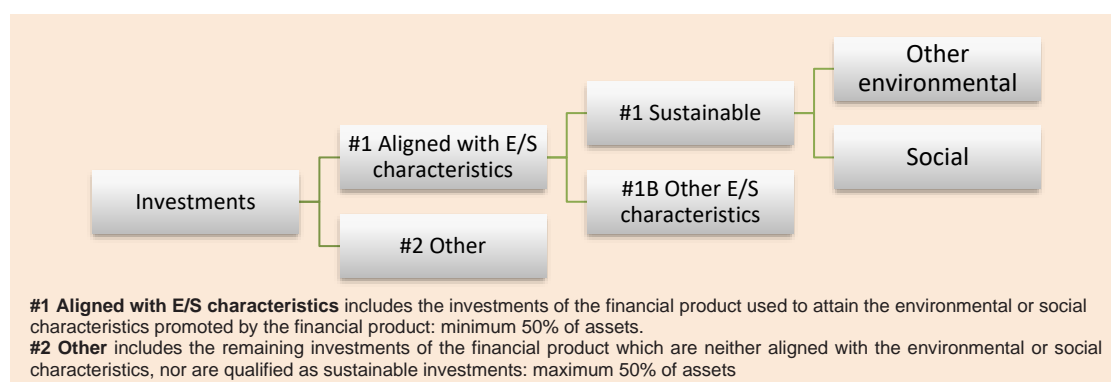 Other
environmental
#1 Sustainable
#1 Aligned with E/S
characteristics
Social
Investments
#1B Other E/S
characteristics
#2 Other
#1 Aligned with E/S characteristics includes the investments of the financial product used to attain the environmental or social
characteristics promoted by the financial product: minimum 50% of assets.
#2 Other includes the remaining investments of the financial product which are neither aligned with the environmental or social
characteristics, nor are qualified as sustainable investments: maximum 50% of assets